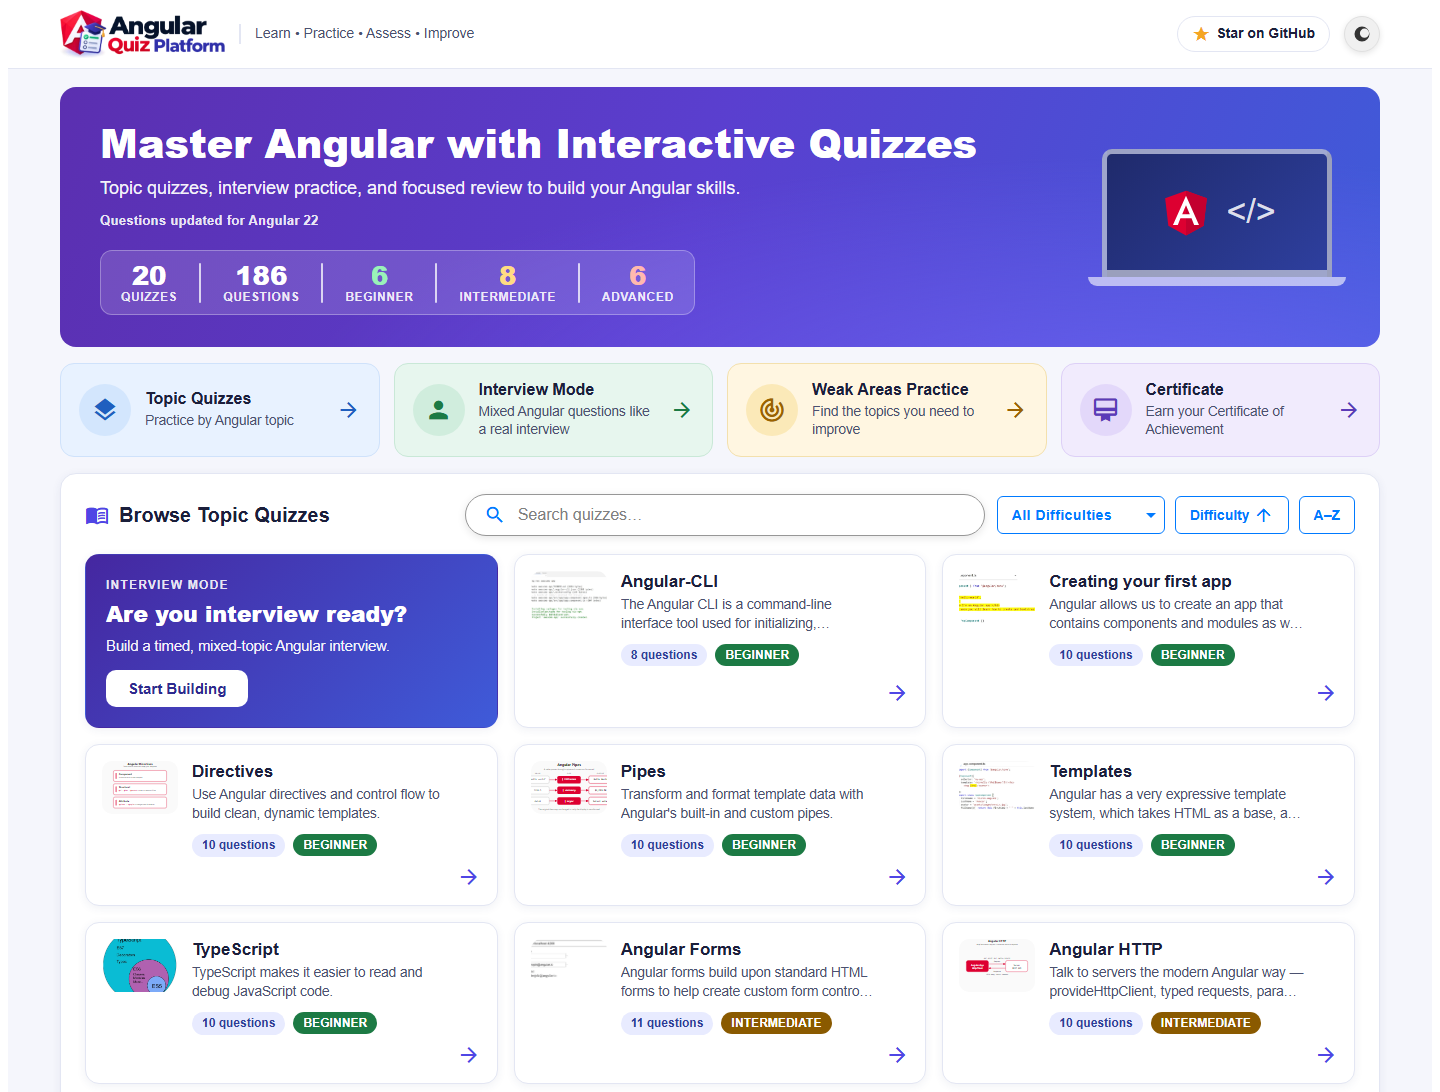 Angular
Quiz Platform
Learn • Practice • Assess • Improve
Star on GitHub
Master Angular with Interactive Quizzes
Topic quizzes, interview practice, and focused review to build your Angular skills.
Questions updated for Angular 22
20
QUIZZES
186
QUESTIONS
6
BEGINNER
8
INTERMEDIATE
6
ADVANCED
A </>
Topic Quizzes
Practice by Angular topic
Interview Mode
Mixed Angular questions like
a real interview
Weak Areas Practice
Find the topics you need to
improve
Certificate
Earn your Certificate of
Achievement
Browse Topic Quizzes
Search quizzes…
All Difficulties
Difficulty
A–Z
INTERVIEW MODE
Are you interview ready?
Build a timed, mixed-topic Angular interview.
Start Building
Angular-CLI
The Angular CLI is a command-line
interface tool used for initializing,…
8 questions
BEGINNER
Creating your first app
Angular allows us to create an app that
contains components and modules as w…
10 questions
BEGINNER
Directives
Use Angular directives and control flow to
build clean, dynamic templates.
10 questions
BEGINNER
Angular Pipes
Pipes
Transform and format template data with
Angular's built-in and custom pipes.
10 questions
BEGINNER
Templates
Angular has a very expressive template
system, which takes HTML as a base, a…
10 questions
BEGINNER
ES6
TypeScript
TypeScript makes it easier to read and
debug JavaScript code.
10 questions
BEGINNER
Angular Forms
Angular forms build upon standard HTML
forms to help create custom form contro…
11 questions
INTERMEDIATE
Angular HTTP
Talk to servers the modern Angular way —
provideHttpClient, typed requests, para…
10 questions
INTERMEDIATE